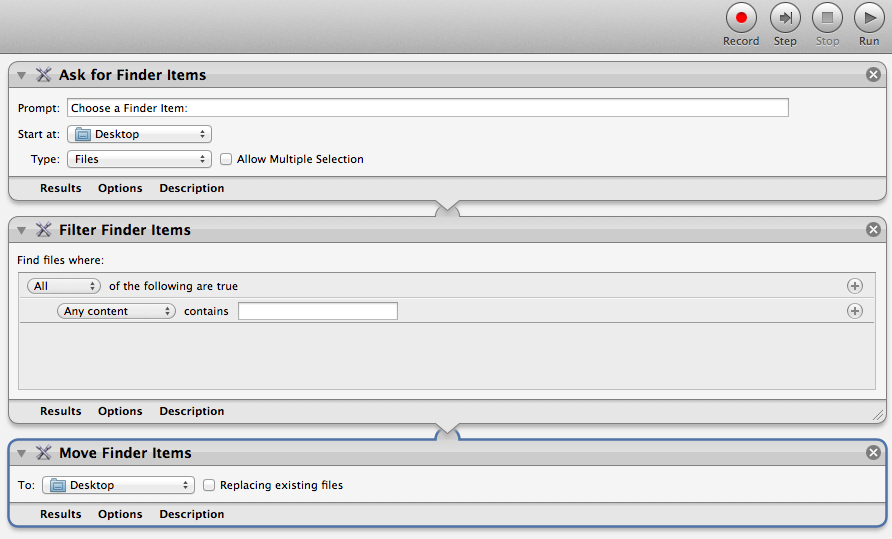 Record Step Stop Run
Ask for Finder Items
Prompt: Choose a Finder Item:
Start at: Desktop
Type: Files Allow Multiple Selection
Results Options Description
Filter Finder Items
Find files where:
All of the following are true
Any content contains
Results Options Description
Move Finder Items
To: Desktop Replacing existing files
Results Options Description